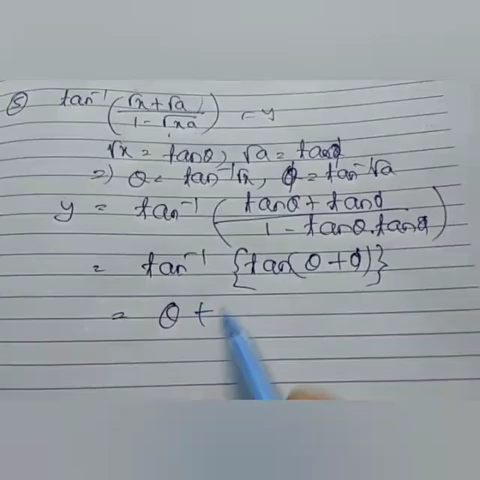 ⑤ tan⁻¹ ( (√x + √a) / (1 - √xa) ) = y
√x = tanθ, √a = tanϕ
=) θ = tan⁻¹√x, ϕ = tan⁻¹√a
y = tan⁻¹ ( (tanθ + tanϕ) / (1 - tanθ.tanϕ) )
= tan⁻¹ {tan(θ + ϕ)}
= θ +